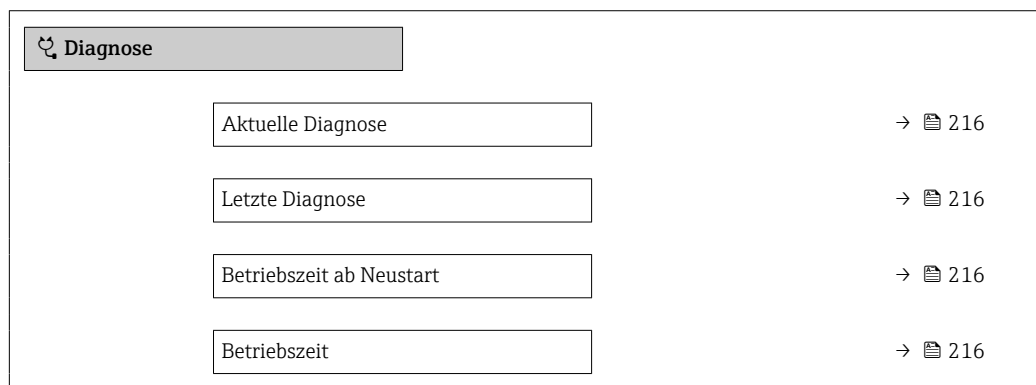 Diagnose
Aktuelle Diagnose → 216
Letzte Diagnose → 216
Betriebszeit ab Neustart → 216
Betriebszeit → 216